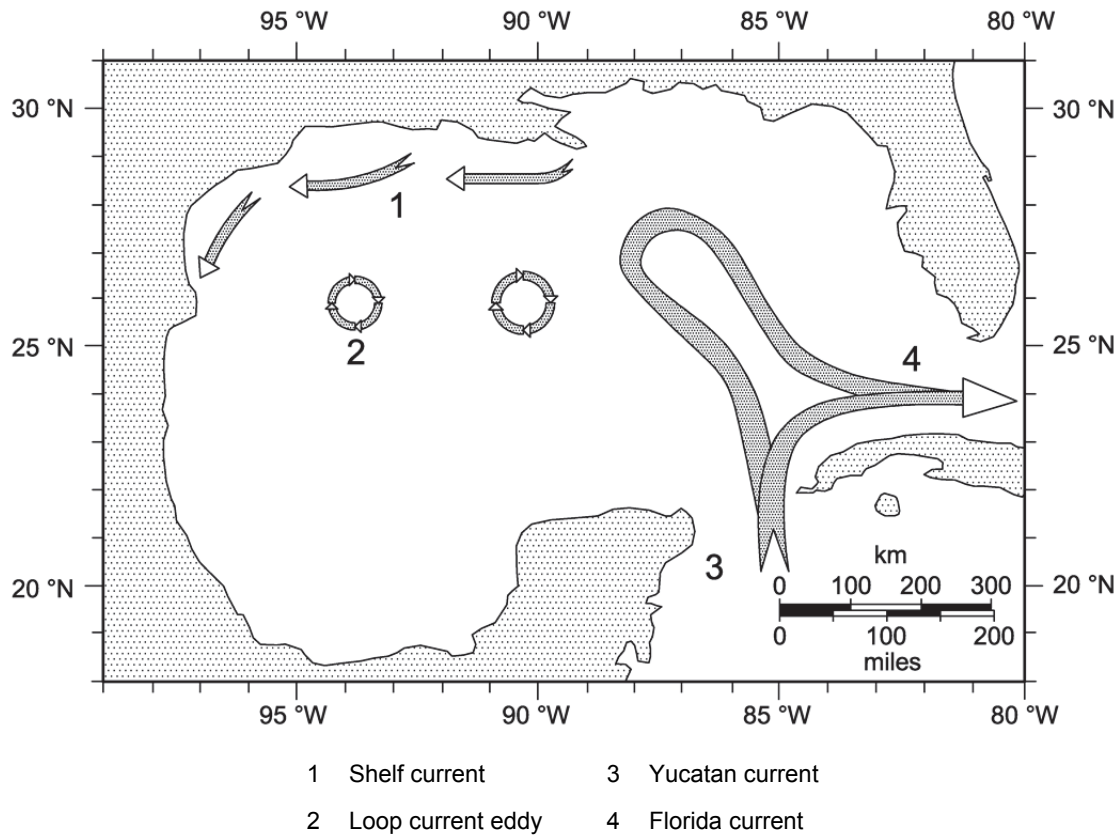 95 °W 90 °W 85 °W 80 °W
30 °N 30 °N
1
2
25 °N 4 25 °N
3
km
20 °N 0 100 200 300 20 °N
0 100 200
miles
95 °W 90 °W 85 °W 80 °W
1 Shelf current 3 Yucatan current
2 Loop current eddy 4 Florida current